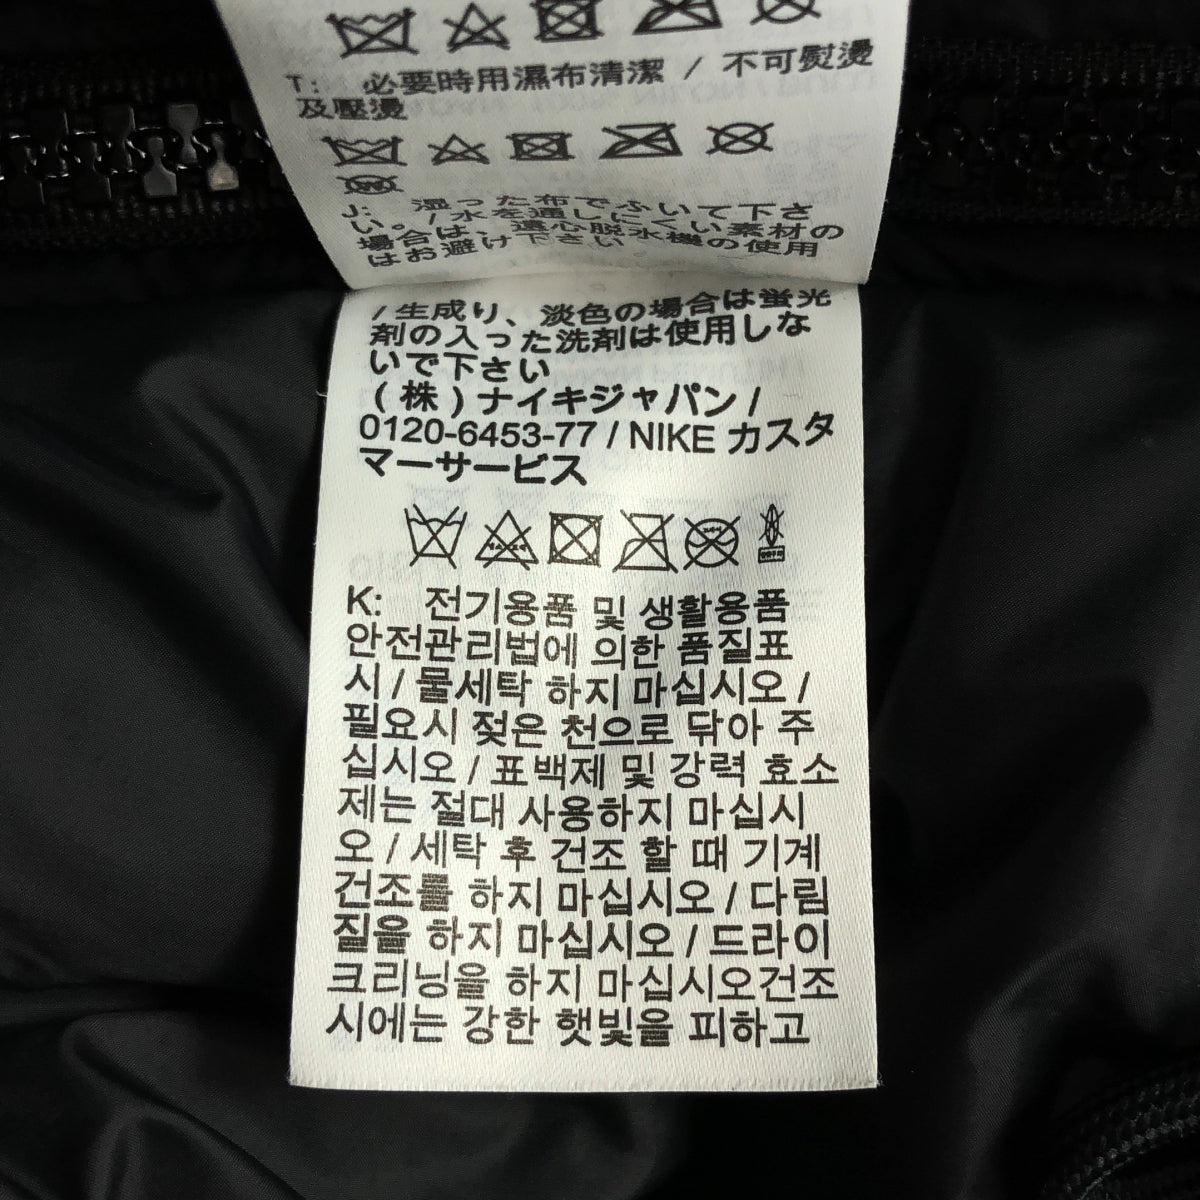 T: 必要時用濕布清潔 / 不可熨燙
及壓燙
J: 湿った布でふいて下さ
い。/ 水を通しにくい素材の
場合は、遠心脱水機の使用
はお避け下さい
/ 生成り、淡色の場合は蛍光
剤の入った洗剤は使用しな
いで下さい
(株)ナイキジャパン /
0120-6453-77 / NIKE カスタ
マーサービス
K: 전기용품 및 생활용품
안전관리법에 의한 품질표
시 / 물세탁 하지 마십시오 /
필요시 젖은 천으로 닦아 주
십시오 / 표백제 및 강력 효소
제는 절대 사용하지 마십시
오 / 세탁 후 건조 할 때 기계
건조를 하지 마십시오 / 다림
질을 하지 마십시오 / 드라이
크리닝을 하지 마십시오건조
시에는 강한 햇빛을 피하고